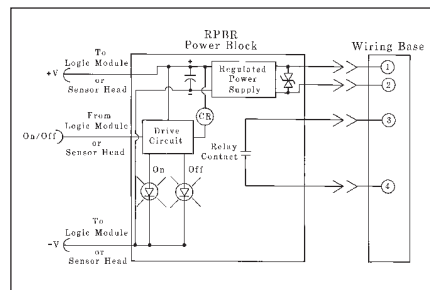 RPBR
Power Block
Wiring Base
To
Logic Module
+V
or
Sensor Head
+
Regulated
Power
Supply
1
2
CR
From
Logic Module
On/Off
or
Sensor Head
Drive
Circuit
3
Relay
Contact
On
Off
4
To
Logic Module
-V
or
Sensor Head